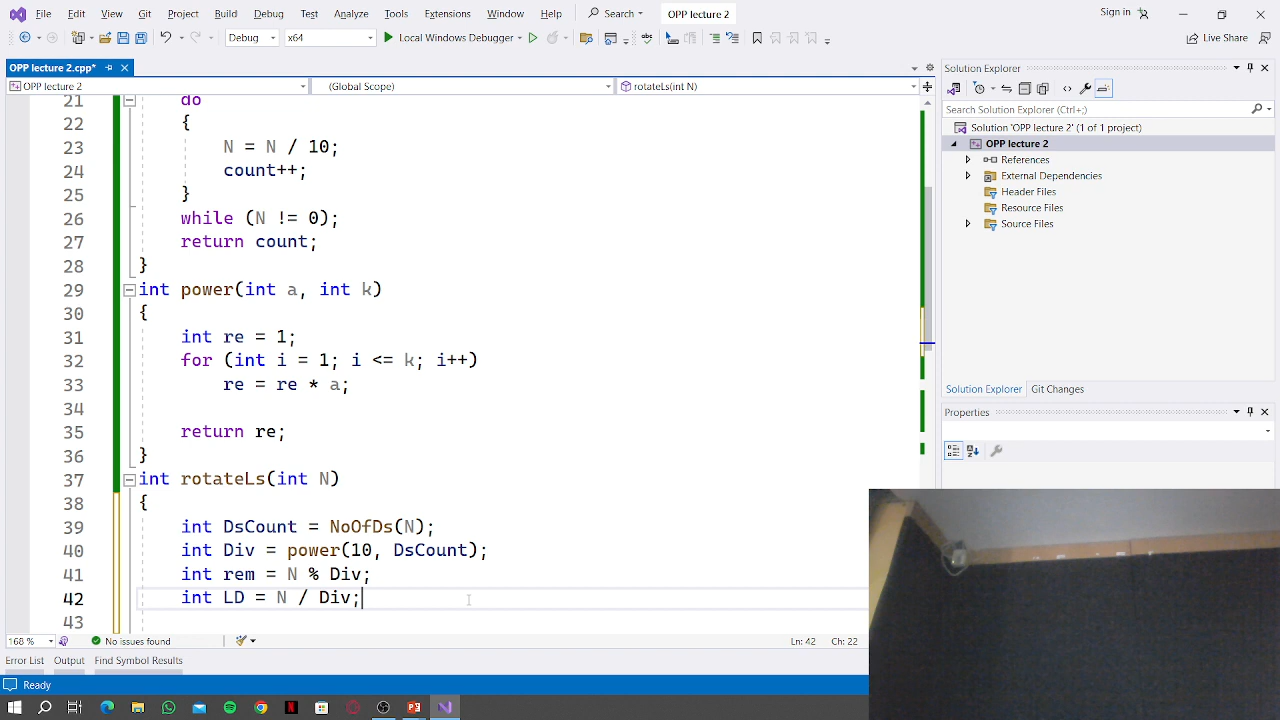 File Edit View Git Project Build Debug Test Analyze Tools Extensions Window Help Search OPP lecture 2 Sign in
Debug x64 Local Windows Debugger Live Share
OPP lecture 2.cpp*
OPP lecture 2 (Global Scope) rotateLs(int N)
21 do
22 {
23 N = N / 10;
24 count++;
25 }
26 while (N != 0);
27 return count;
28 }
29 int power(int a, int k)
30 {
31 int re = 1;
32 for (int i = 1; i <= k; i++)
33 re = re * a;
34
35 return re;
36 }
37 int rotateLs(int N)
38 {
39 int DsCount = NoOfDs(N);
40 int Div = power(10, DsCount);
41 int rem = N % Div;
42 int LD = N / Div;
43
168 % No issues found Ln: 42 Ch: 22
Error List Output Find Symbol Results
Ready
Solution Explorer
Search Solution Explorer (Ctrl+;)
Solution 'OPP lecture 2' (1 of 1 project)
OPP lecture 2
References
External Dependencies
Header Files
Resource Files
Source Files
Solution Explorer Git Changes
Properties